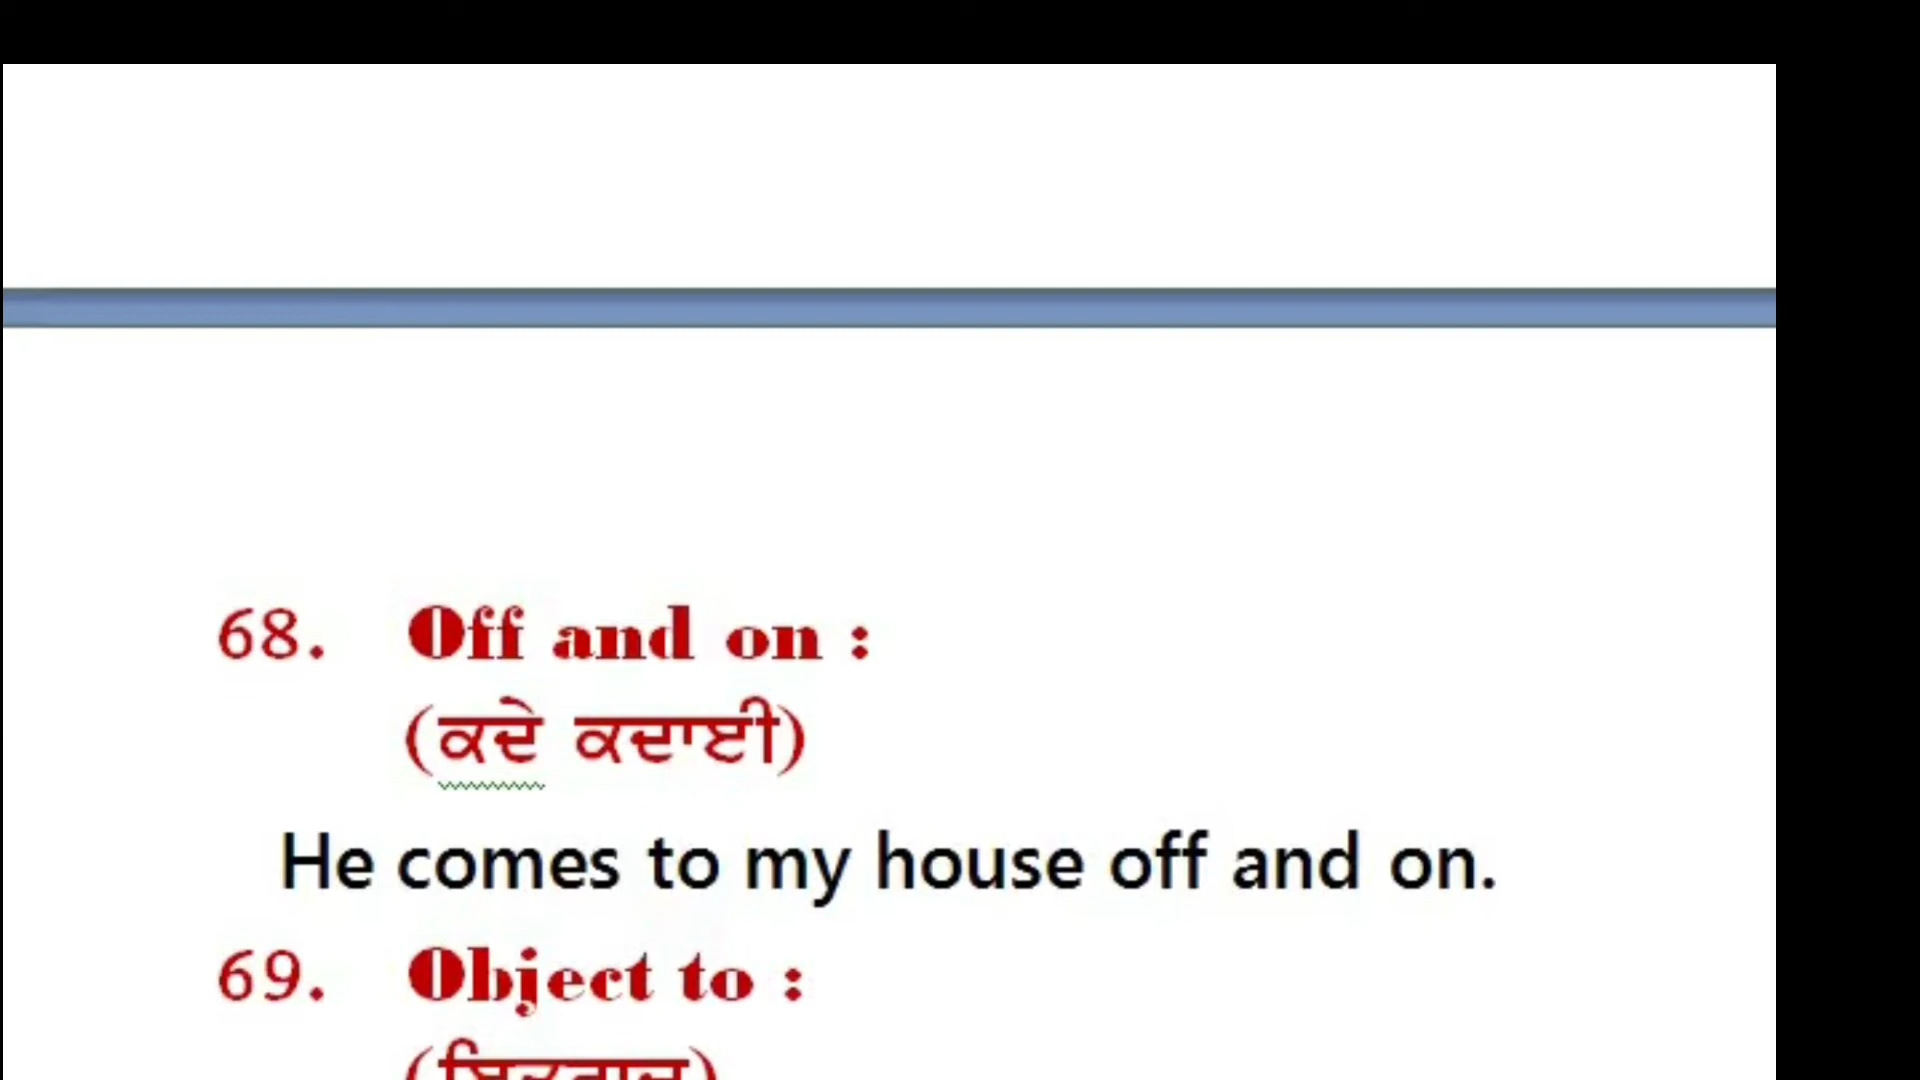 68. Off and on :
(ਕਦੇ ਕਦਾਈ)
He comes to my house off and on.
69. Object to :